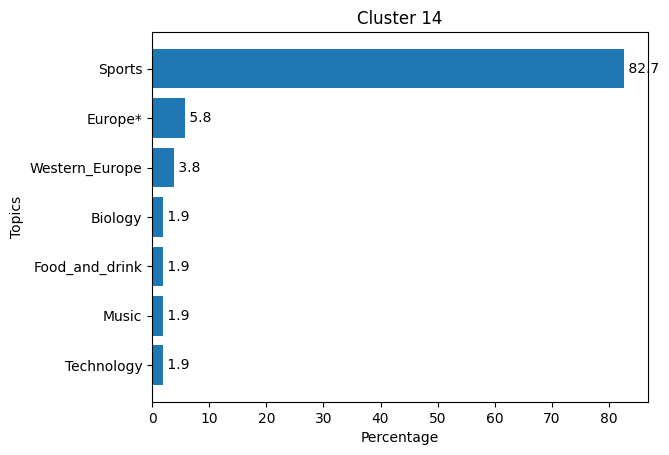 Cluster 14
Topics
Sports 82.7
Europe* 5.8
Western_Europe 3.8
Biology 1.9
Food_and_drink 1.9
Music 1.9
Technology 1.9
0 10 20 30 40 50 60 70 80
Percentage